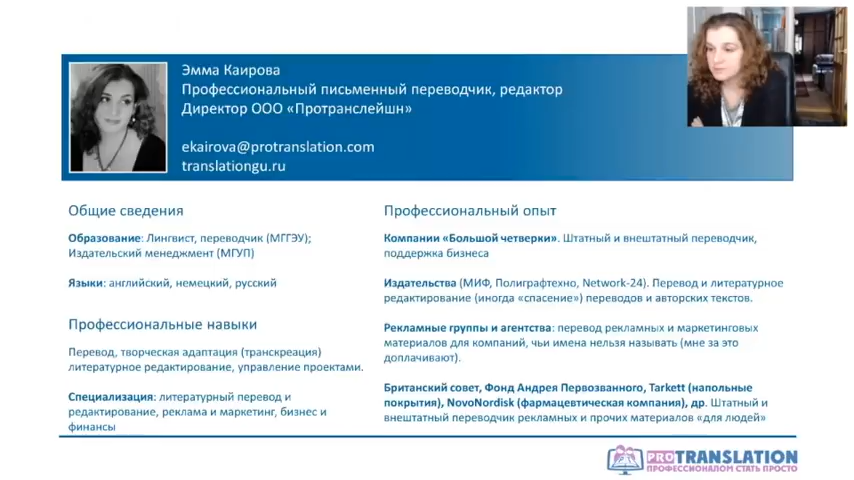 Эмма Каирова
Профессиональный письменный переводчик, редактор
Директор ООО «Протранслейшн»
ekairova@protranslation.com
translationgu.ru
Общие сведения
Образование: Лингвист, переводчик (МГГЭУ);
Издательский менеджмент (МГУП)
Языки: английский, немецкий, русский
Профессиональные навыки
Перевод, творческая адаптация (транскреация)
литературное редактирование, управление проектами.
Специализация: литературный перевод и
редактирование, реклама и маркетинг, бизнес и
финансы
Профессиональный опыт
Компании «Большой четверки». Штатный и внештатный переводчик,
поддержка бизнеса
Издательства (МИФ, Полиграфтехно, Network-24). Перевод и литературное
редактирование (иногда «спасение») переводов и авторских текстов.
Рекламные группы и агентства: перевод рекламных и маркетинговых
материалов для компаний, чьи имена нельзя называть (мне за это
доплачивают).
Британский совет, Фонд Андрея Первозванного, Tarkett (напольные
покрытия), NovoNordisk (фармацевтическая компания), др. Штатный и
внештатный переводчик рекламных и прочих материалов «для людей»
PROTRANSLATION
ПРОФЕССИОНАЛОМ СТАТЬ ПРОСТО